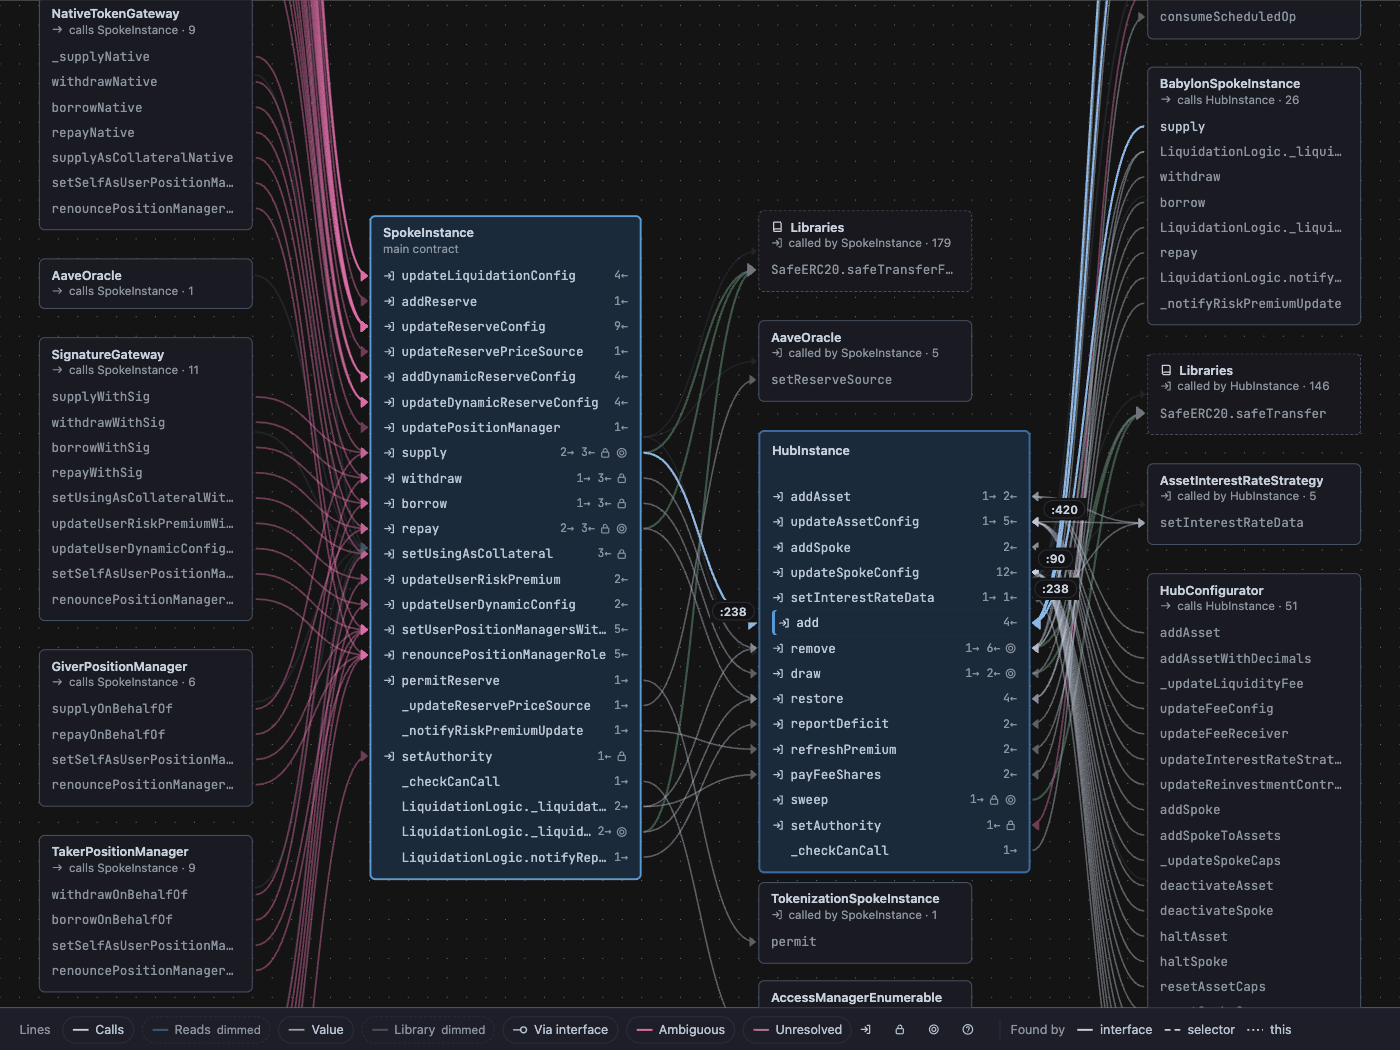 NativeTokenGateway
calls SpokeInstance · 9
_supplyNative
withdrawNative
borrowNative
repayNative
supplyAsCollateralNative
setSelfAsUserPositionMa…
renouncePositionManager…
AaveOracle
calls SpokeInstance · 1
SignatureGateway
calls SpokeInstance · 11
supplyWithSig
withdrawWithSig
borrowWithSig
repayWithSig
setUsingAsCollateralWit…
updateUserRiskPremiumWi…
updateUserDynamicConfig…
setSelfAsUserPositionMa…
renouncePositionManager…
GiverPositionManager
calls SpokeInstance · 6
supplyOnBehalfOf
repayOnBehalfOf
setSelfAsUserPositionMa…
renouncePositionManager…
TakerPositionManager
calls SpokeInstance · 9
withdrawOnBehalfOf
borrowOnBehalfOf
setSelfAsUserPositionMa…
renouncePositionManager…
SpokeInstance
main contract
updateLiquidationConfig 4←
addReserve 1←
updateReserveConfig 9←
updateReservePriceSource 1←
addDynamicReserveConfig 4←
updateDynamicReserveConfig 4←
updatePositionManager 1←
supply 2→ 3←
withdraw 1→ 3←
borrow 1→ 3←
repay 2→ 3←
setUsingAsCollateral 3←
updateUserRiskPremium 2←
updateUserDynamicConfig 2←
setUserPositionManagersWit… 5←
renouncePositionManagerRole 5←
permitReserve 1→
_updateReservePriceSource 1→
_notifyRiskPremiumUpdate 1→
setAuthority 1←
_checkCanCall 1→
LiquidationLogic._liquidat… 2→
LiquidationLogic._liquid… 2→
LiquidationLogic.notifyRep… 1→
Libraries
called by SpokeInstance · 179
SafeERC20.safeTransferF…
AaveOracle
called by SpokeInstance · 5
setReserveSource
HubInstance
addAsset 1→ 2←
updateAssetConfig 1→ 5←
addSpoke 2←
updateSpokeConfig 12←
setInterestRateData 1→ 1←
add 4←
remove 1→ 6←
draw 1→ 2←
restore 4←
reportDeficit 2←
refreshPremium 2←
payFeeShares 2←
sweep 1→
setAuthority 1←
_checkCanCall 1→
:238
:420
:90
:238
TokenizationSpokeInstance
called by SpokeInstance · 1
permit
AccessManagerEnumerable
consumeScheduledOp
BabylonSpokeInstance
calls HubInstance · 26
supply
LiquidationLogic._liqui…
withdraw
borrow
LiquidationLogic._liqui…
repay
LiquidationLogic.notify…
_notifyRiskPremiumUpdate
Libraries
called by HubInstance · 146
SafeERC20.safeTransfer
AssetInterestRateStrategy
called by HubInstance · 5
setInterestRateData
HubConfigurator
calls HubInstance · 51
addAsset
addAssetWithDecimals
_updateLiquidityFee
updateFeeConfig
updateFeeReceiver
updateInterestRateStrat…
updateReinvestmentContr…
addSpoke
addSpokeToAssets
_updateSpokeCaps
deactivateAsset
deactivateSpoke
haltAsset
haltSpoke
resetAssetCaps
Lines Calls Reads dimmed Value Library dimmed Via interface Ambiguous Unresolved Found by interface selector this